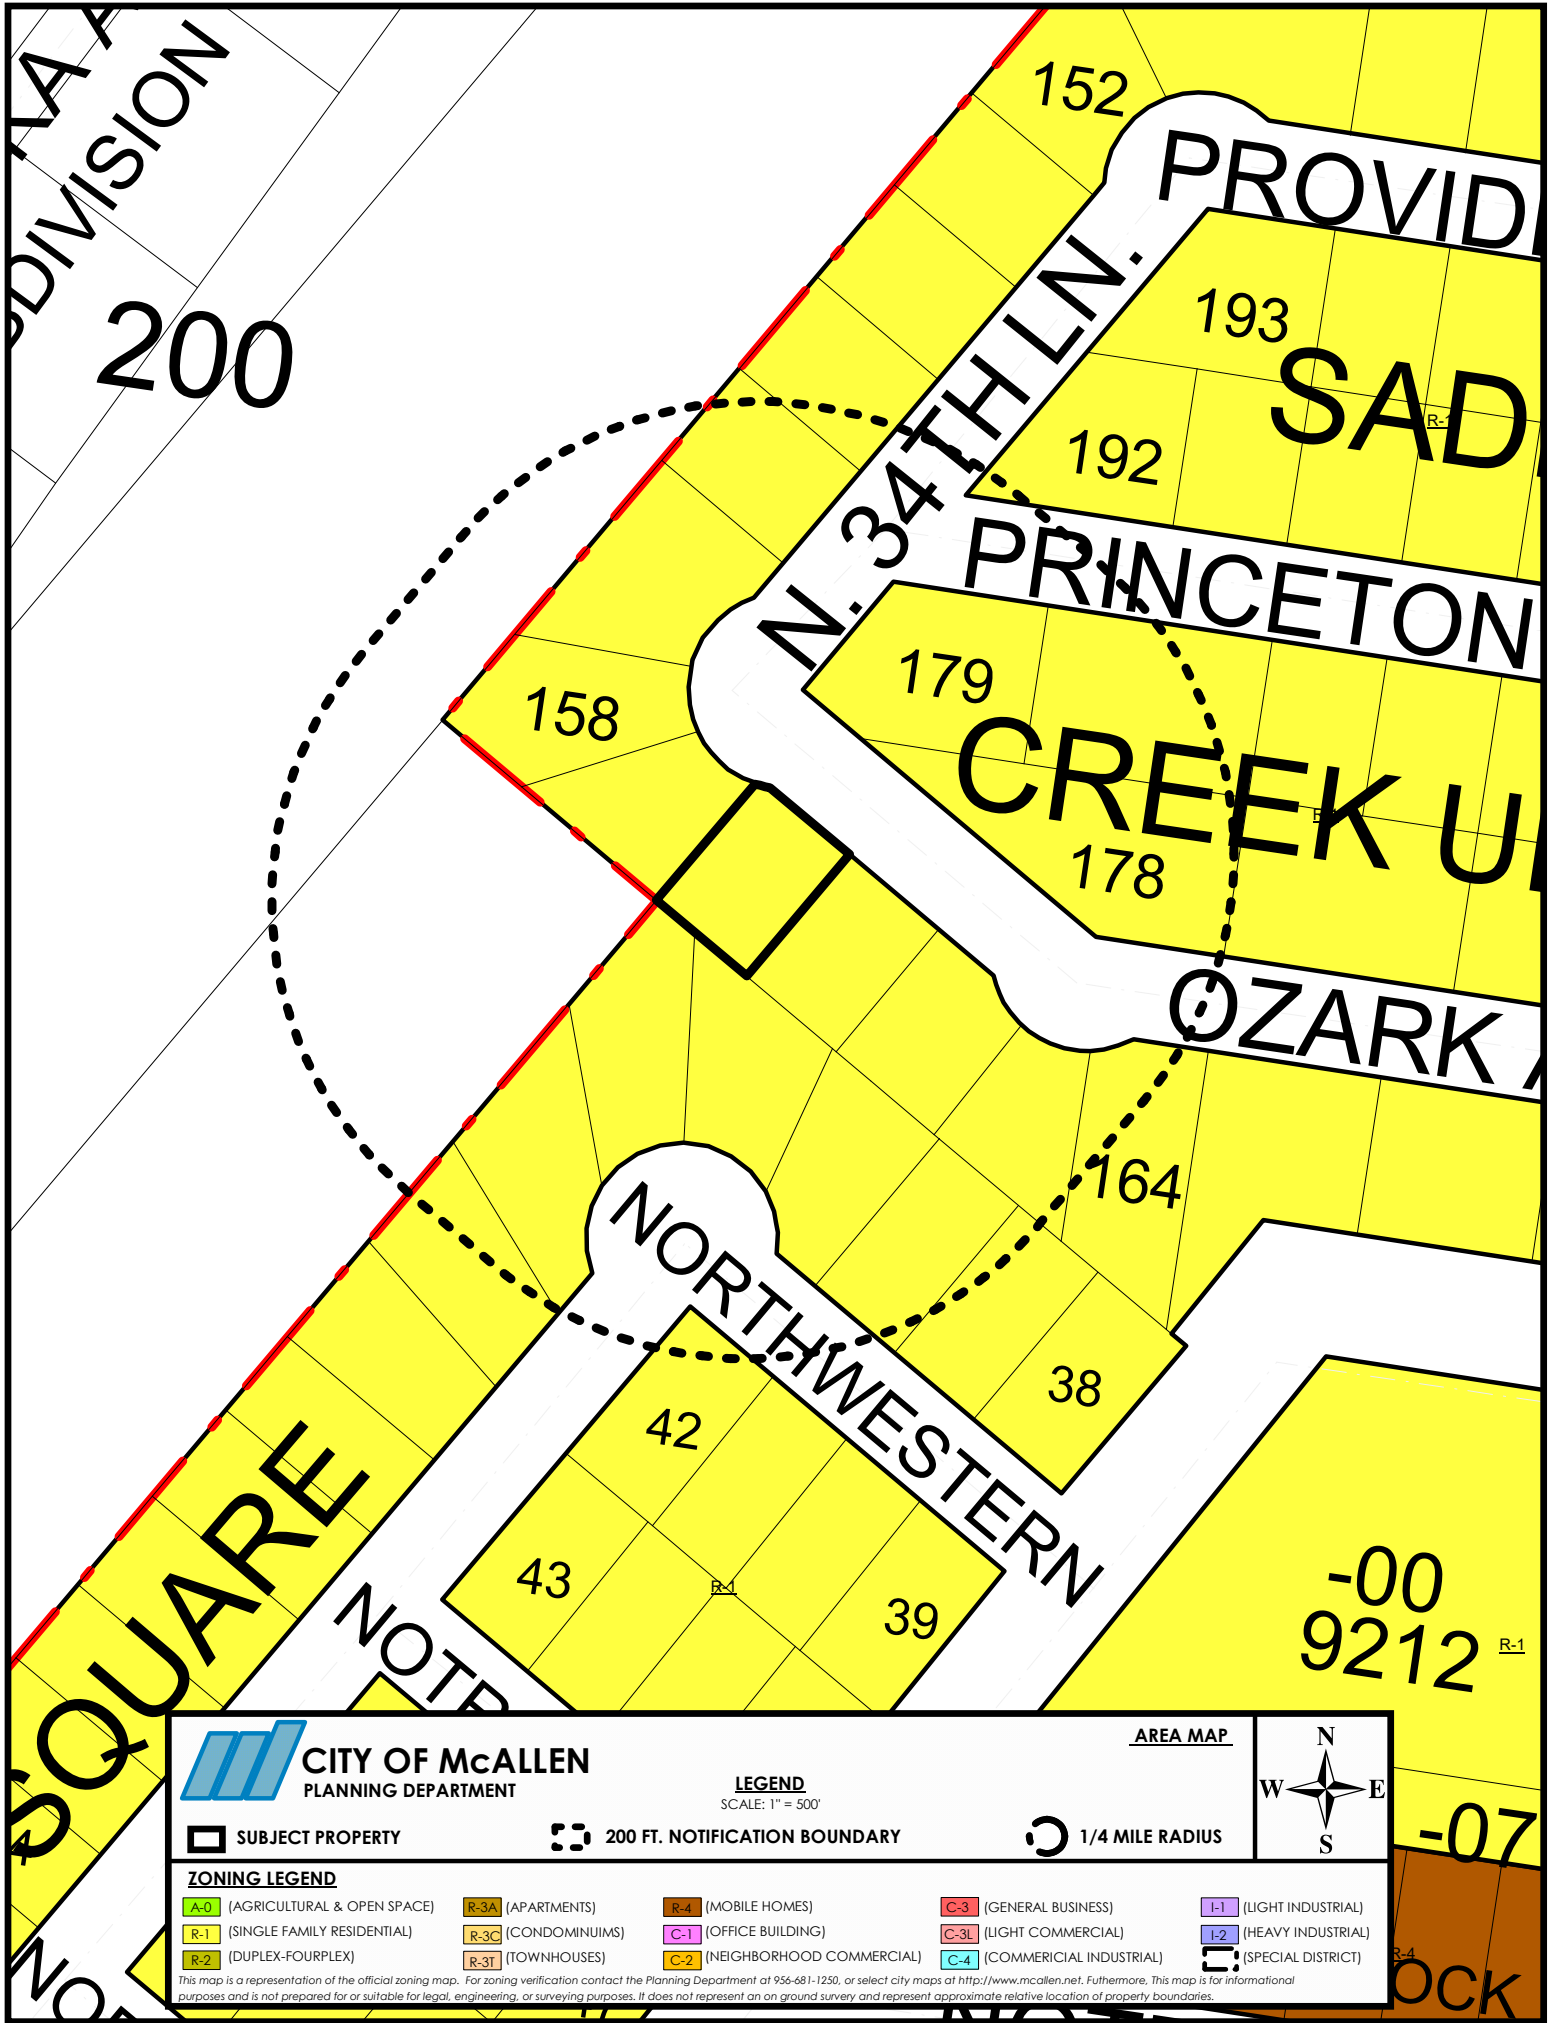 152
PROVID
DIVISION
200
N. 34TH LN.
193
SAD
R-1
192
PRINCETON
179
158
CREEK U
178
OZARK
164
NORTHWESTERN
38
42
SQUARE
43
R-1
39
-00
9212
R-1
NOTR
CITY OF McALLEN
PLANNING DEPARTMENT
AREA MAP
LEGEND
SCALE: 1" = 500'
N
W E
S
SUBJECT PROPERTY
200 FT. NOTIFICATION BOUNDARY
1/4 MILE RADIUS
-07
ZONING LEGEND
A-0 (AGRICULTURAL & OPEN SPACE)
R-3A (APARTMENTS)
R-4 (MOBILE HOMES)
C-3 (GENERAL BUSINESS)
I-1 (LIGHT INDUSTRIAL)
R-1 (SINGLE FAMILY RESIDENTIAL)
R-3C (CONDOMINUIMS)
C-1 (OFFICE BUILDING)
C-3L (LIGHT COMMERCIAL)
I-2 (HEAVY INDUSTRIAL)
R-2 (DUPLEX-FOURPLEX)
R-3T (TOWNHOUSES)
C-2 (NEIGHBORHOOD COMMERCIAL)
C-4 (COMMERICIAL INDUSTRIAL)
(SPECIAL DISTRICT)
R-4
OCK
This map is a representation of the official zoning map. For zoning verification contact the Planning Department at 956-681-1250, or select city maps at http://www.mcallen.net. Futhermore, This map is for informational
purposes and is not prepared for or suitable for legal, engineering, or surveying purposes. It does not represent an on ground survey and represent approximate relative location of property boundaries.